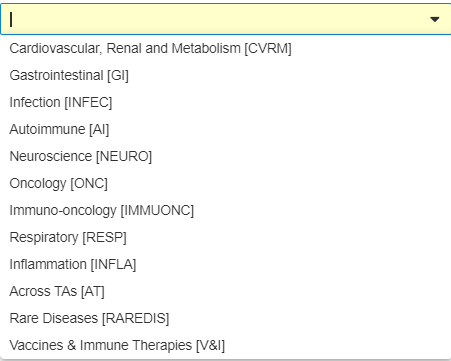 Cardiovascular, Renal and Metabolism [CVRM]
Gastrointestinal [GI]
Infection [INFEC]
Autoimmune [AI]
Neuroscience [NEURO]
Oncology [ONC]
Immuno-oncology [IMMUONC]
Respiratory [RESP]
Inflammation [INFLA]
Across TAs [AT]
Rare Diseases [RAREDIS]
Vaccines & Immune Therapies [V&I]